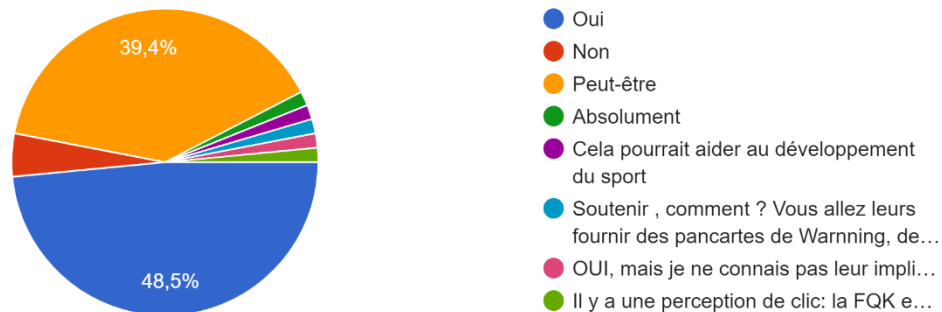 39,4%
48,5%
Oui
Non
Peut-être
Absolument
Cela pourrait aider au développement
du sport
Soutenir , comment ? Vous allez leurs
fournir des pancartes de Warnning, de…
OUI, mais je ne connais pas leur impli…
Il y a une perception de clic: la FQK e…